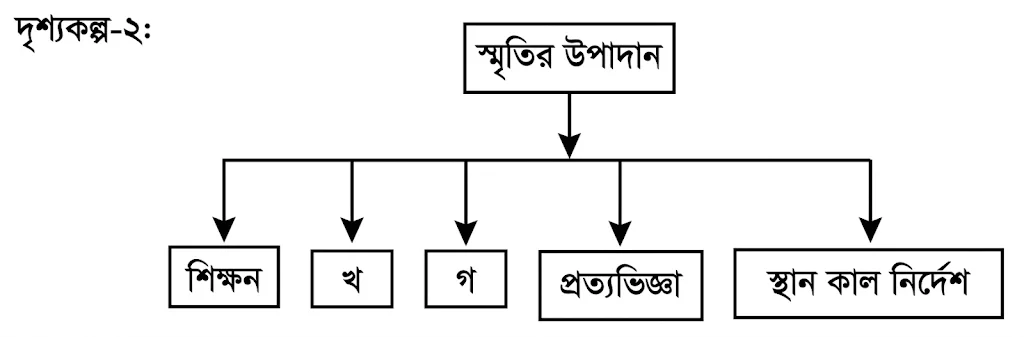 দৃশ্যকল্প-২:
স্মৃতির উপাদান
শিক্ষন
খ
গ
প্রত্যভিজ্ঞা
স্থান কাল নির্দেশ